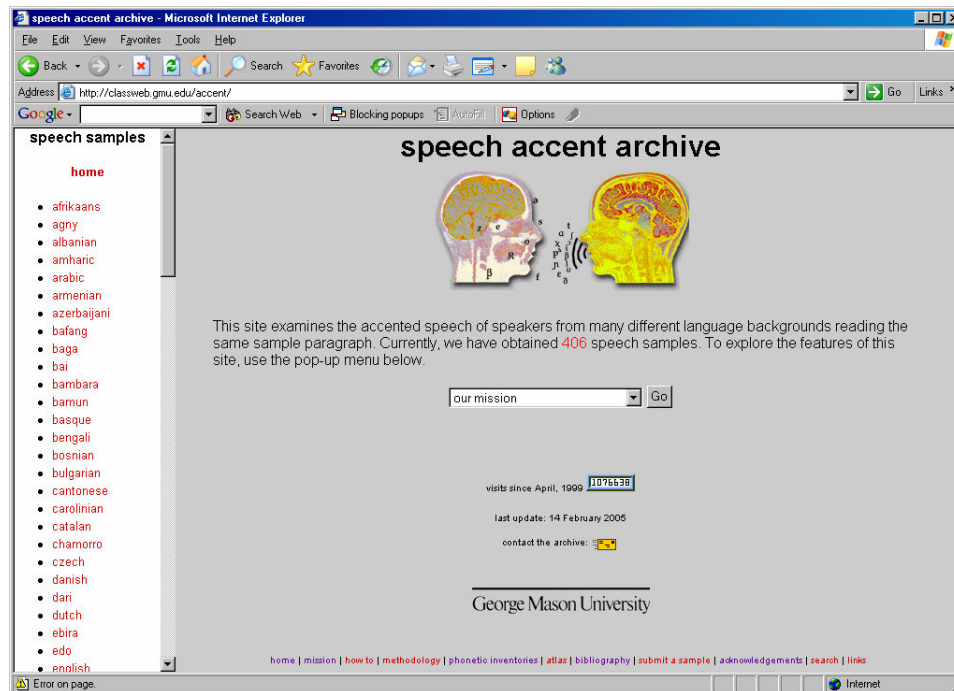 speech accent archive - Microsoft Internet Explorer
File Edit View Favorites Tools Help
Back Search Favorites
Address http://classweb.gmu.edu/accent/ Go Links
Google Search Web Blocking popups AutoFill Options
speech samples
home
afrikaans
agny
albanian
amharic
arabic
armenian
azerbaijani
bafang
baga
bai
bambara
bamun
basque
bengali
bosnian
bulgarian
cantonese
carolinian
catalan
chamorro
czech
danish
dari
dutch
ebira
edo
english
speech accent archive
This site examines the accented speech of speakers from many different language backgrounds reading the
same sample paragraph. Currently, we have obtained 406 speech samples. To explore the features of this
site, use the pop-up menu below.
our mission Go
visits since April, 1999 1076638
last update: 14 February 2005
contact the archive:
George Mason University
home | mission | how to | methodology | phonetic inventories | atlas | bibliography | submit a sample | acknowledgements | search | links
Error on page. Internet